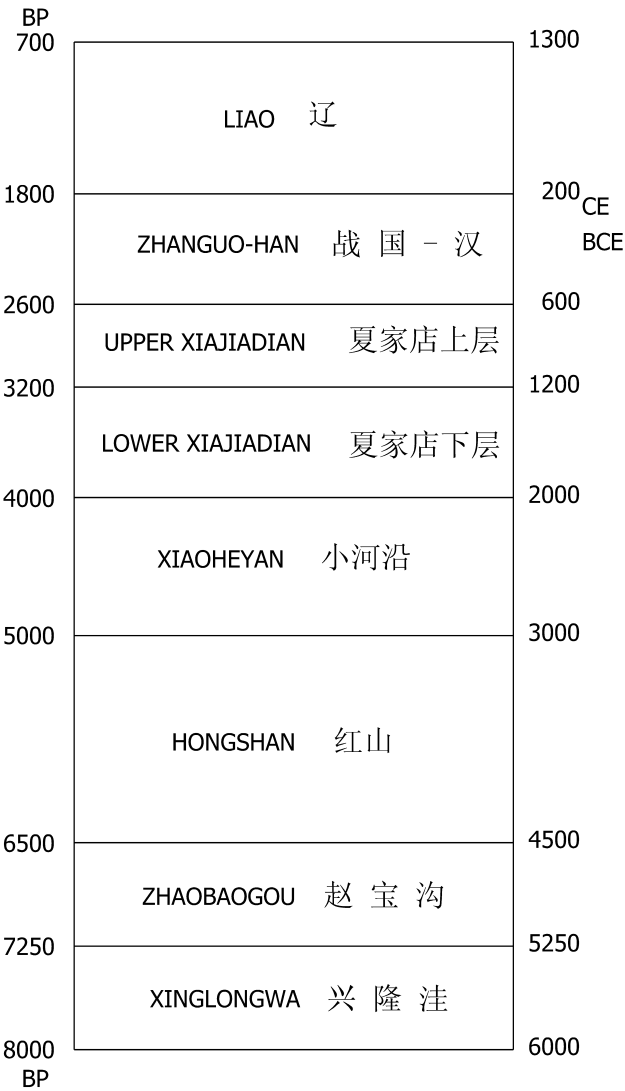 BP
700 1300
LIAO 辽
1800 200
CE
ZHANGUO-HAN 战 国 - 汉
BCE
2600 600
UPPER XIAJIADIAN 夏家店上层
3200 1200
LOWER XIAJIADIAN 夏家店下层
4000 2000
XIAOHEYAN 小河沿
5000 3000
HONGSHAN 红山
6500 4500
ZHAOBAOGOU 赵 宝 沟
7250 5250
XINGLONGWA 兴 隆 洼
8000 6000
BP